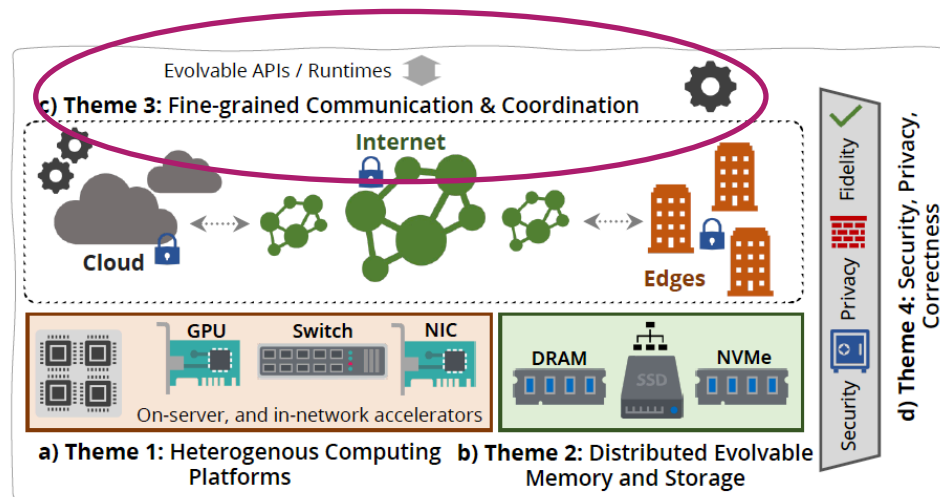 Evolvable APIs / Runtimes
c) Theme 3: Fine-grained Communication & Coordination
Internet
Cloud
Edges
GPU
Switch
NIC
On-server, and in-network accelerators
DRAM
SSD
NVMe
a) Theme 1: Heterogenous Computing
Platforms
b) Theme 2: Distributed Evolvable
Memory and Storage
Security
Privacy
Fidelity
d) Theme 4: Security, Privacy,
Correctness